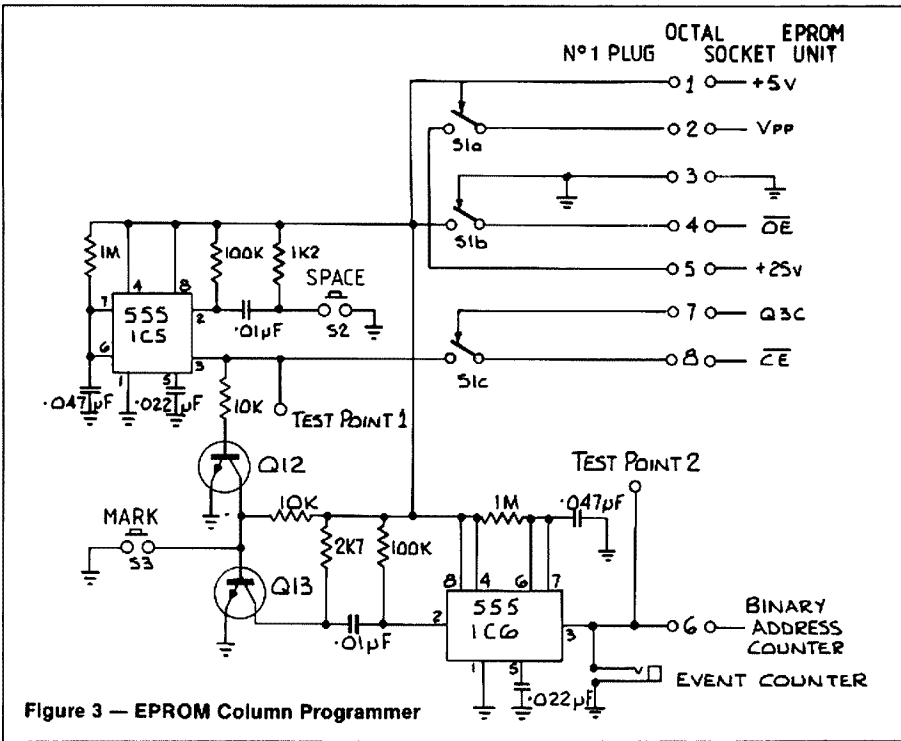 OCTAL EPROM
N° 1 PLUG SOCKET UNIT
1 +5V
2 VPP
S1a
3
4 OE
S1b
5 +25V
7 Q3C
8 CE
S1c
1M
100K
1K2
SPACE
S2
.01µF
7 4 8 2
555
IC5
6 3
1 5
.047µF
.022µF
10K
TEST POINT 1
Q12
MARK
S3
10K
2K7
100K
1M
.047µF
TEST POINT 2
Q13
.01µF
8 4 6 7
2 555 3
IC6
1 5
.022µF
6 BINARY
ADDRESS
COUNTER
EVENT COUNTER
Figure 3 — EPROM Column Programmer